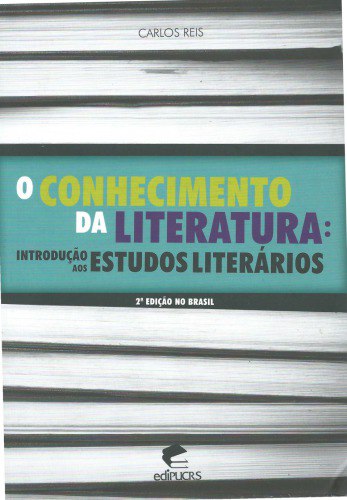 CARLOS REIS
O CONHECIMENTO
DA LITERATURA:
INTRODUÇÃO
AOS ESTUDOS LITERÁRIOS
2ª EDIÇÃO NO BRASIL
ediPUCRS